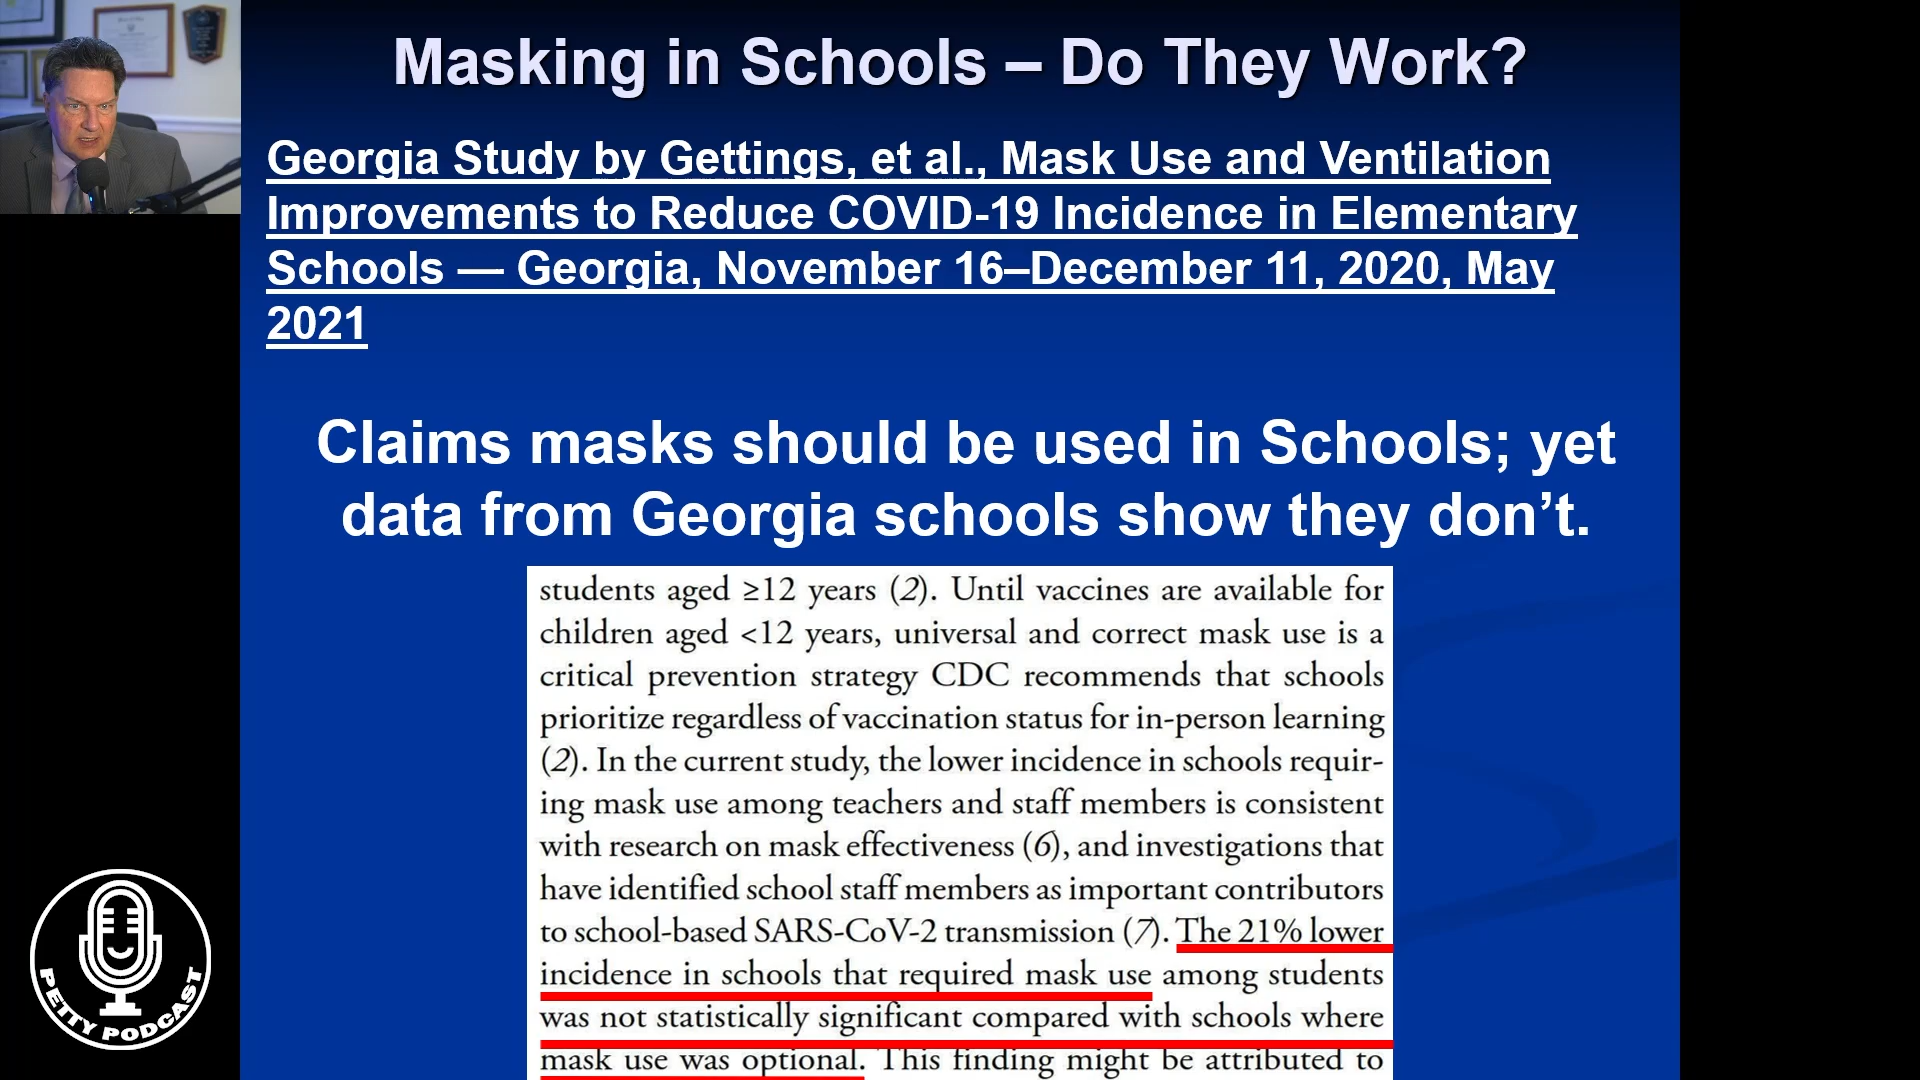 Masking in Schools – Do They Work?
Georgia Study by Gettings, et al., Mask Use and Ventilation
Improvements to Reduce COVID-19 Incidence in Elementary
Schools — Georgia, November 16–December 11, 2020, May
2021
Claims masks should be used in Schools; yet
data from Georgia schools show they don’t.
students aged ≥12 years (2). Until vaccines are available for
children aged <12 years, universal and correct mask use is a
critical prevention strategy CDC recommends that schools
prioritize regardless of vaccination status for in-person learning
(2). In the current study, the lower incidence in schools requir-
ing mask use among teachers and staff members is consistent
with research on mask effectiveness (6), and investigations that
have identified school staff members as important contributors
to school-based SARS-CoV-2 transmission (7). The 21% lower
incidence in schools that required mask use among students
was not statistically significant compared with schools where
mask use was optional. This finding might be attributed to
PETTY PODCAST